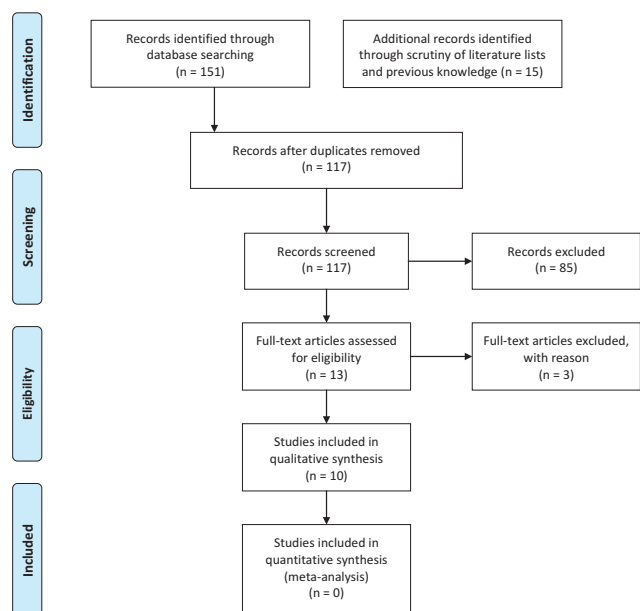 Identification
Records identified through
database searching
(n = 151)
Additional records identified
through scrutiny of literature lists
and previous knowledge (n = 15)
Records after duplicates removed
(n = 117)
Screening
Records screened
(n = 117)
Records excluded
(n = 85)
Eligibility
Full-text articles assessed
for eligibility
(n = 13)
Full-text articles excluded,
with reason
(n = 3)
Studies included in
qualitative synthesis
(n = 10)
Included
Studies included in
quantitative synthesis
(meta-analysis)
(n = 0)